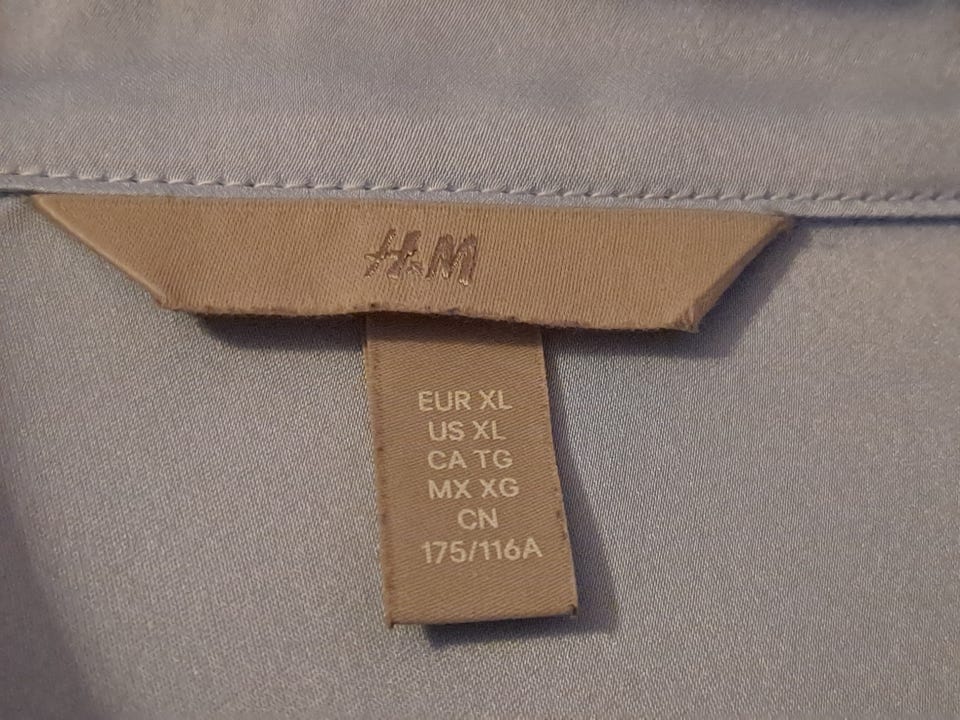 H&M
EUR XL
US XL
CA TG
MX XG
CN
175/116A